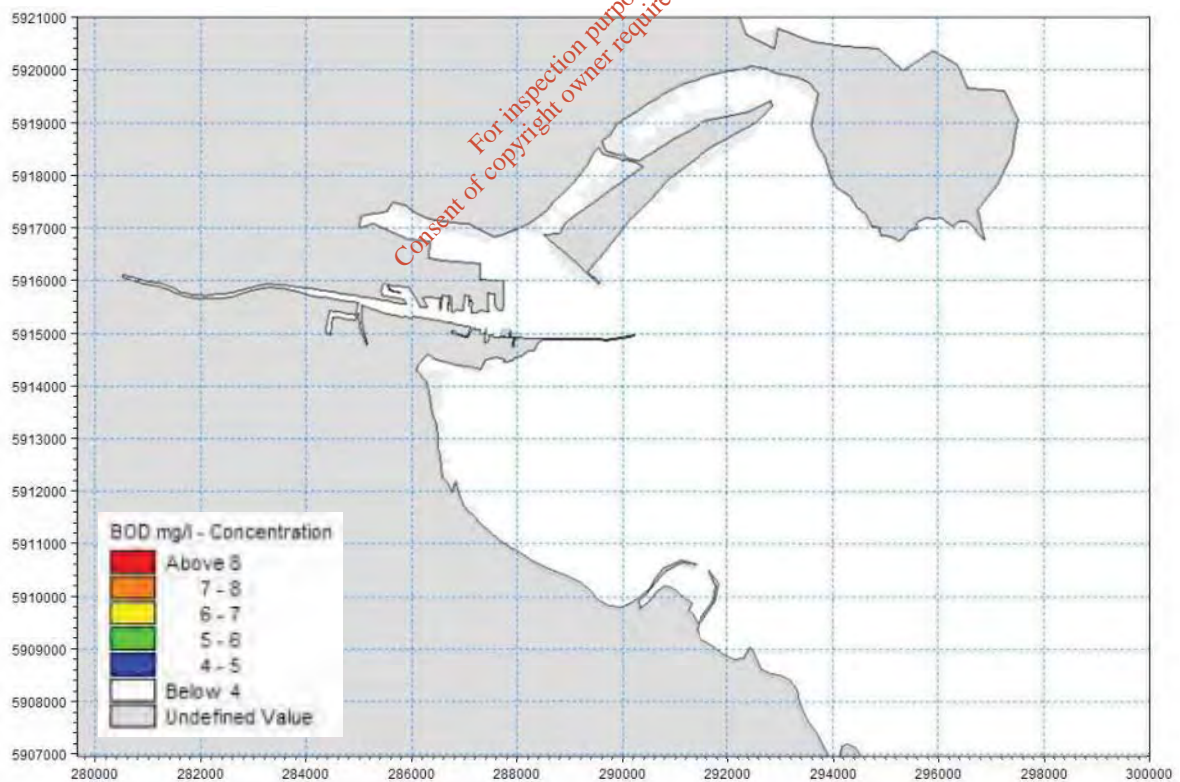 5921000
5920000
5919000
5918000
5917000
5916000
5915000
5914000
5913000
5912000
5911000
5910000
5909000
5908000
5907000
For inspection purpo
Consent of copyright owner require
BOD mg/l - Concentration
Above 8
7 - 8
6 - 7
5 - 6
4 - 5
Below 4
Undefined Value
280000 282000 284000 286000 288000 290000 292000 294000 296000 298000 300000